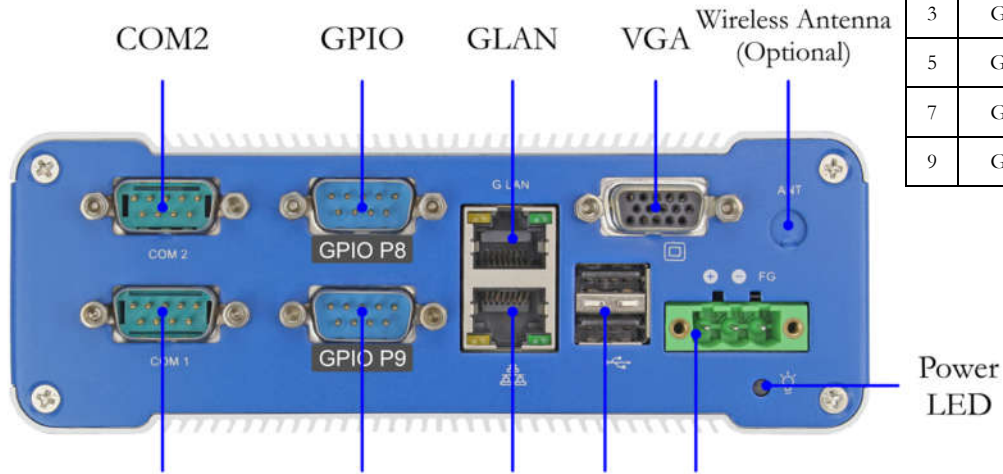 COM2
GPIO
GLAN
VGA
Wireless Antenna
(Optional)
3 G
5 G
7 G
9 G
G LAN
ANT
COM 2
GPIO P8
FG
COM 1
GPIO P9
Power
LED